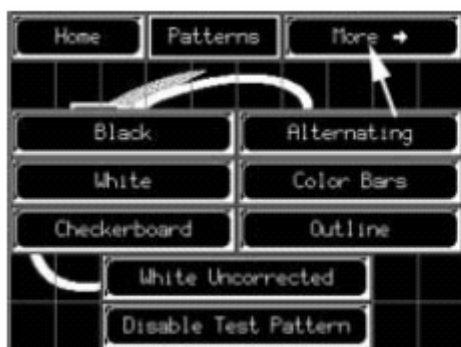 Home Patterns More →
Black Alternating
White Color Bars
Checkerboard Outline
White Uncorrected
Disable Test Pattern